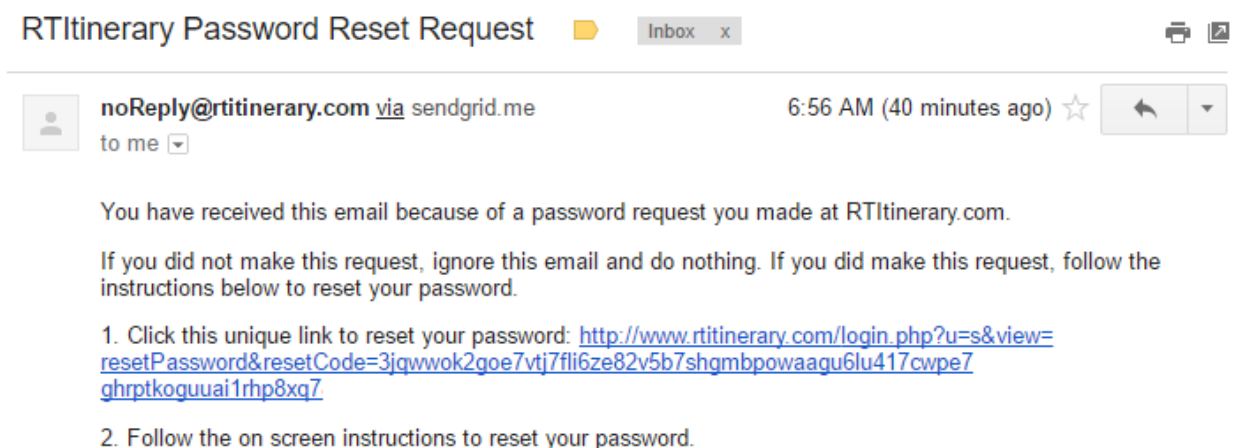 RTItinerary Password Reset Request Inbox x
noReply@rtitinerary.com via sendgrid.me 6:56 AM (40 minutes ago)
to me
You have received this email because of a password request you made at RTItinerary.com.
If you did not make this request, ignore this email and do nothing. If you did make this request, follow the
instructions below to reset your password.
1. Click this unique link to reset your password: http://www.rtitinerary.com/login.php?u=s&view=
resetPassword&resetCode=3jqwwok2goe7vtj7fli6ze82v5b7shgmbpowaagu6lu417cwpe7
ghrptkoguuai1rhp8xq7
2. Follow the on screen instructions to reset your password.